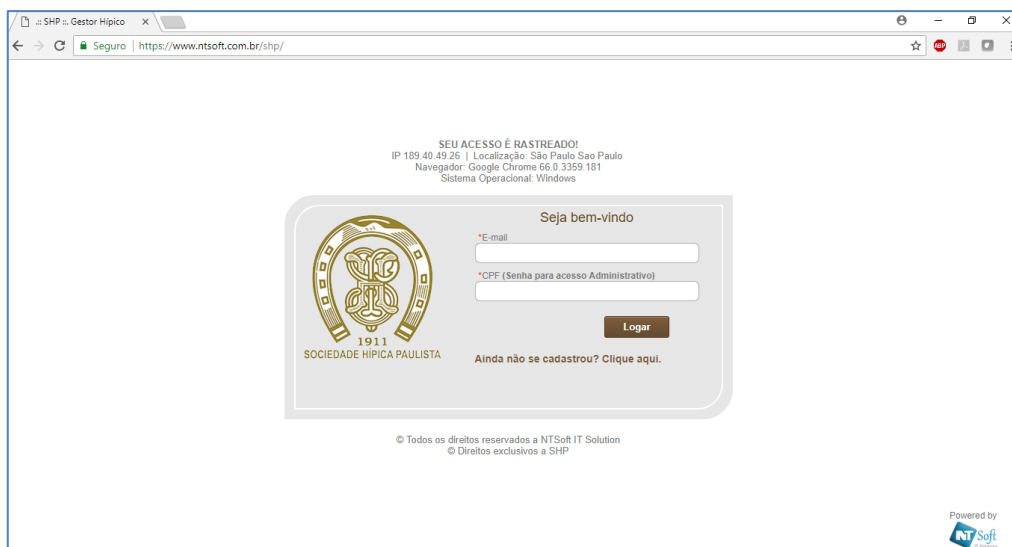 .:: SHP ::. Gestor Hípico
Seguro | https://www.ntsoft.com.br/shp/
ABP
SEU ACESSO É RASTREADO!
IP 189.40.49.26 | Localização: São Paulo Sao Paulo
Navegador: Google Chrome 66.0.3359.181
Sistema Operacional: Windows
Seja bem-vindo
*E-mail
*CPF (Senha para acesso Administrativo)
Logar
1911
SOCIEDADE HÍPICA PAULISTA
Ainda não se cadastrou? Clique aqui.
© Todos os direitos reservados a NTSoft IT Solution
© Direitos exclusivos a SHP
Powered by
NT Soft